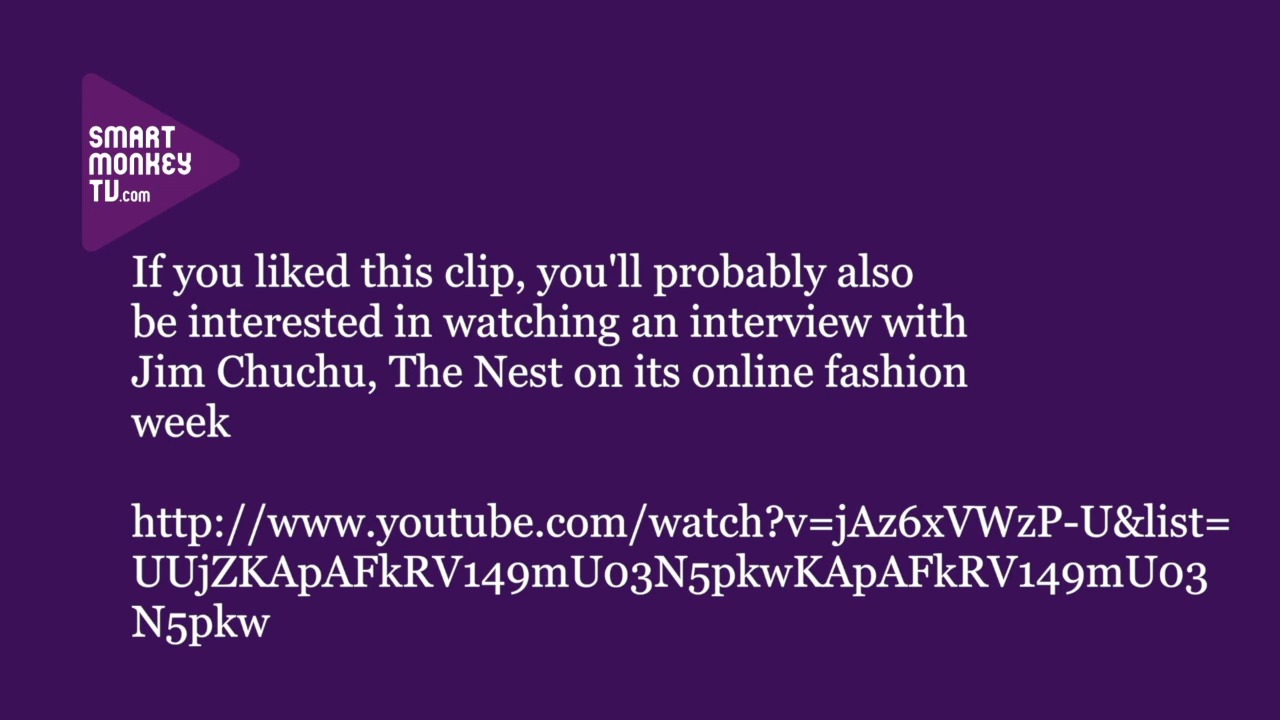 SMART
MONKEY
TV.com
If you liked this clip, you'll probably also
be interested in watching an interview with
Jim Chuchu, The Nest on its online fashion
week
http://www.youtube.com/watch?v=jAz6xVWzP-U&list=
UUjZKApAFkRV149mU03N5pkwKApAFkRV149mU03
N5pkw